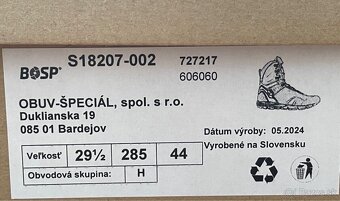 BOSP® S18207-002 727217
606060
OBUV-ŠPECIÁL, spol. s r.o.
Duklianska 19
085 01 Bardejov
Dátum výroby: 05.2024
Vyrobené na Slovensku
Veľkosť 29½ 285 44
Obvodová skupina: H